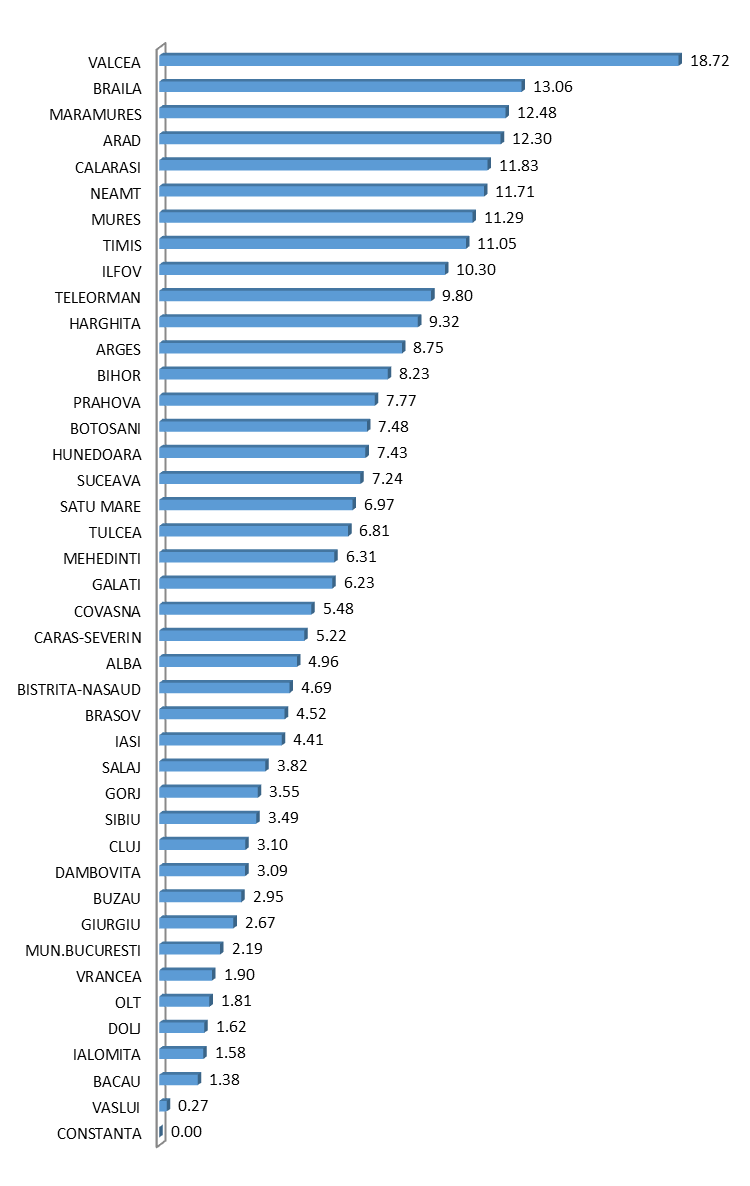 VALCEA 18.72
BRAILA 13.06
MARAMURES 12.48
ARAD 12.30
CALARASI 11.83
NEAMT 11.71
MURES 11.29
TIMIS 11.05
ILFOV 10.30
TELEORMAN 9.80
HARGHITA 9.32
ARGES 8.75
BIHOR 8.23
PRAHOVA 7.77
BOTOSANI 7.48
HUNEDOARA 7.43
SUCEAVA 7.24
SATU MARE 6.97
TULCEA 6.81
MEHEDINTI 6.31
GALATI 6.23
COVASNA 5.48
CARAS-SEVERIN 5.22
ALBA 4.96
BISTRITA-NASAUD 4.69
BRASOV 4.52
IASI 4.41
SALAJ 3.82
GORJ 3.55
SIBIU 3.49
CLUJ 3.10
DAMBOVITA 3.09
BUZAU 2.95
GIURGIU 2.67
MUN.BUCURESTI 2.19
VRANCEA 1.90
OLT 1.81
DOLJ 1.62
IALOMITA 1.58
BACAU 1.38
VASLUI 0.27
CONSTANTA 0.00